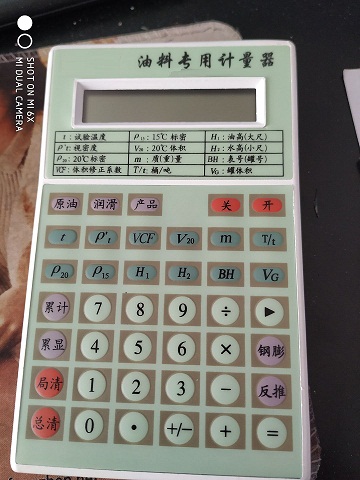 SHOT ON MI 6X
MI DUAL CAMERA
油料专用计量器
t：试验温度 ρ₁₅：15℃标密 H₁：油高(大尺)
ρ't：视密度 V₂₀：20℃体积 H₂：水高(小尺)
ρ₂₀：20℃标密 m：质(重)量 BH：表号(罐号)
VCF：体积修正系数 T/t：桶/吨 VG：罐体积
原油 润滑 产品 关 开
t ρ't VCF V₂₀ m T/t
ρ₂₀ ρ₁₅ H₁ H₂ BH VG
累计 7 8 9 ÷ ►
累显 4 5 6 × 钢膨
局清 1 2 3 − 反推
总清 0 • +/− + =